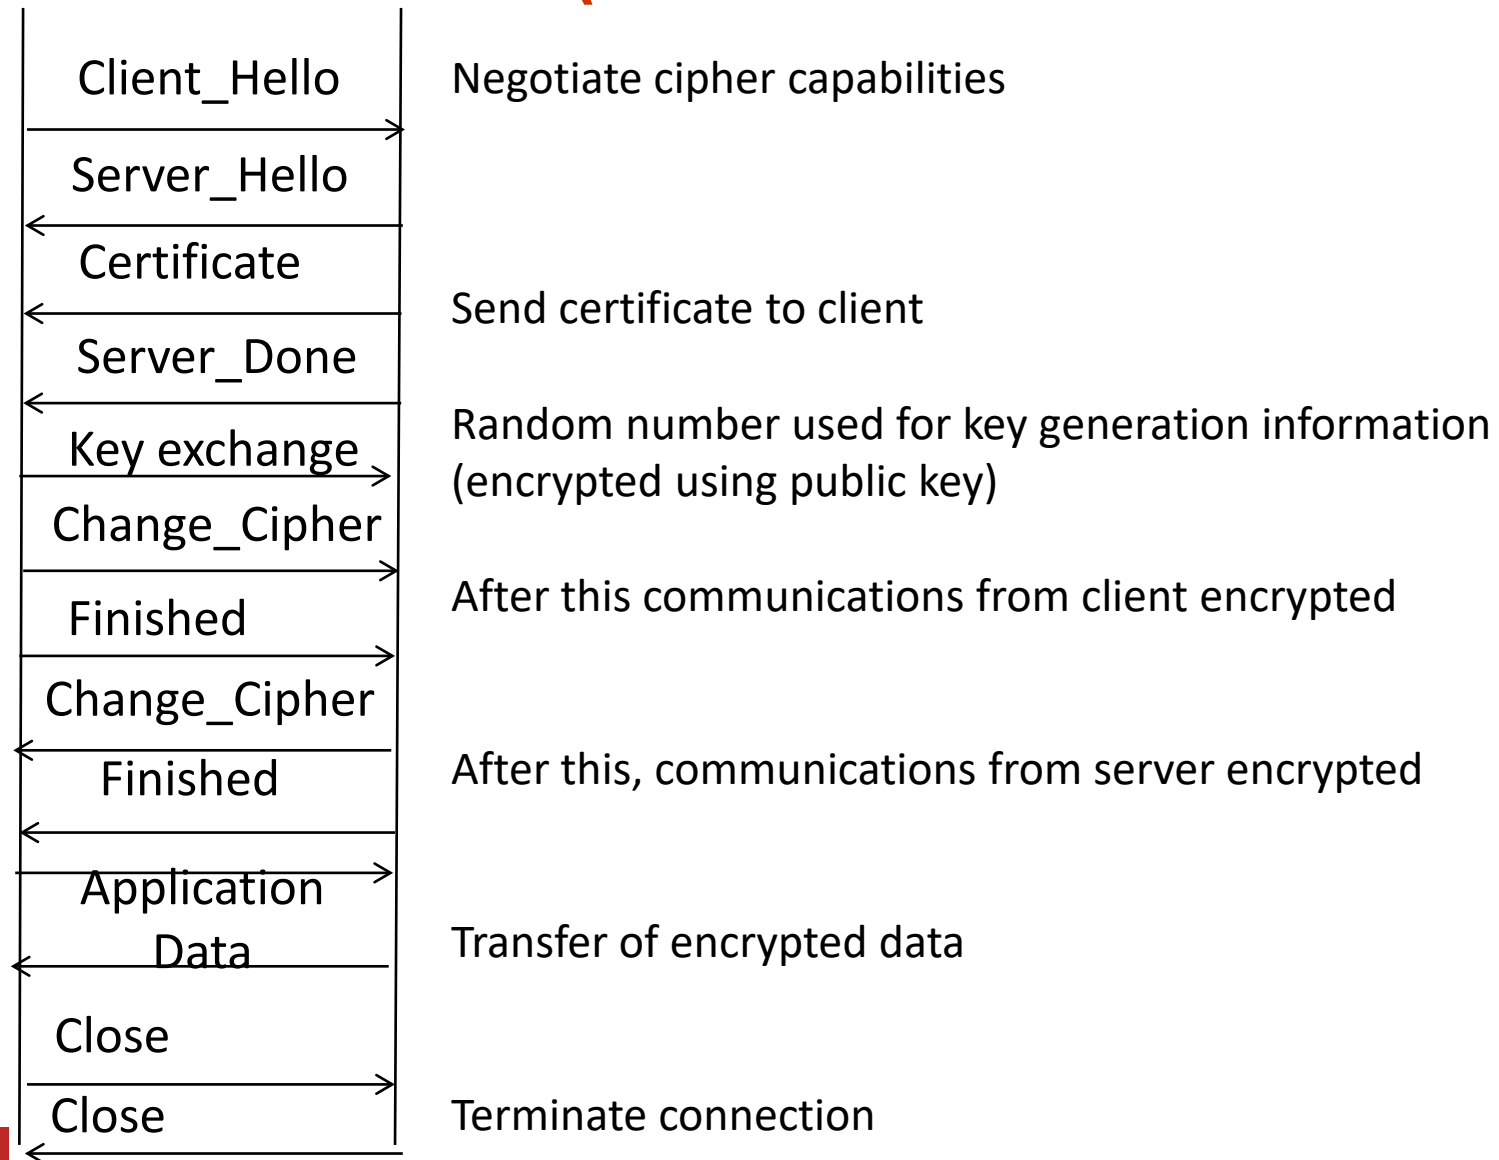 Client_Hello
Negotiate cipher capabilities
Server_Hello
Certificate
Send certificate to client
Server_Done
Random number used for key generation information
(encrypted using public key)
Key exchange
Change_Cipher
After this communications from client encrypted
Finished
Change_Cipher
After this, communications from server encrypted
Finished
Application
Data
Transfer of encrypted data
Close
Close
Terminate connection